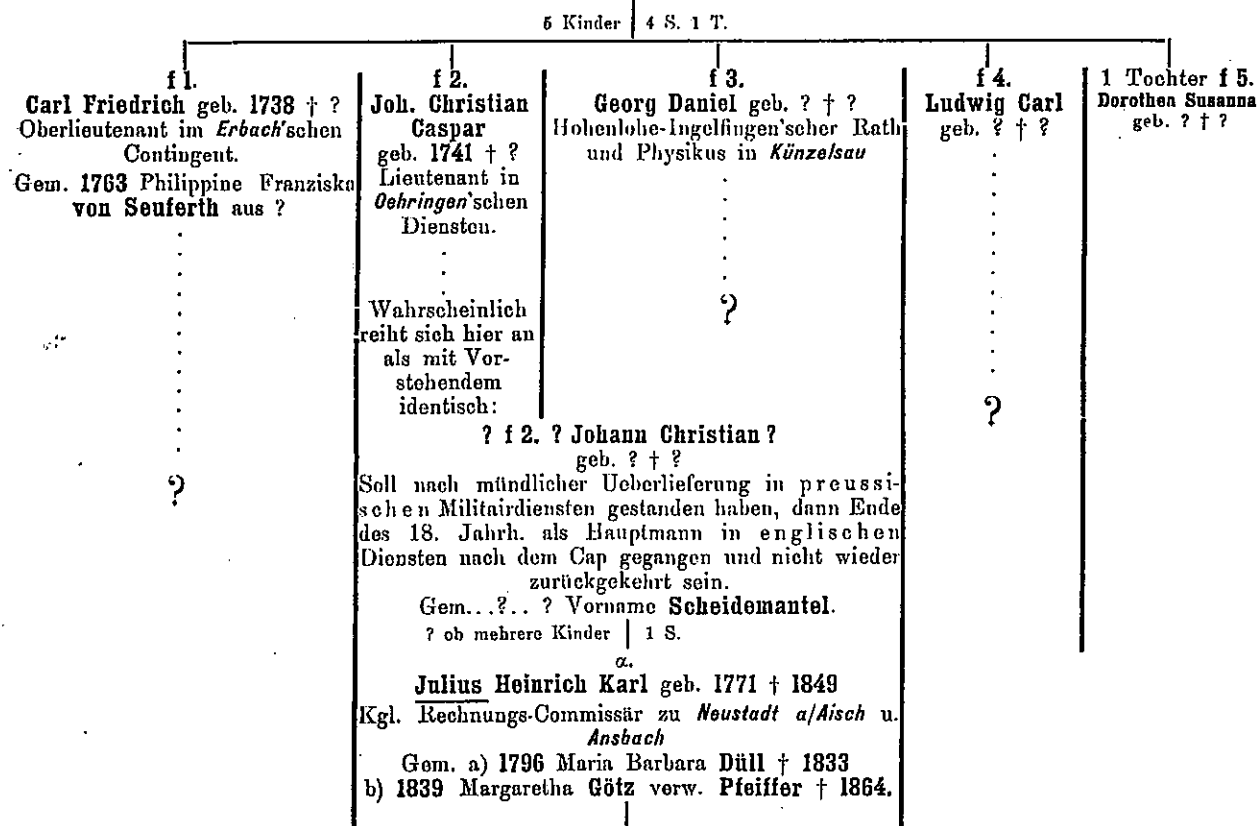 5 Kinder | 4 S. 1 T.
f 1.
Carl Friedrich geb. 1738 † ?
Oberlieutenant im Erbach'schen
Contingent.
Gem. 1763 Philippine Franziska
von Seuferth aus ?
?
f 2.
Joh. Christian
Caspar
geb. 1741 † ?
Lieutenant in
Oehringen'schen
Diensten.
Wahrscheinlich
reiht sich hier an
als mit Vor-
stehendem
identisch:
f 3.
Georg Daniel geb. ? † ?
Hohenlohe-Ingelfingen'scher Rath
und Physikus in Künzelsau
?
f 4.
Ludwig Carl
geb. ? † ?
?
1 Tochter f 5.
Dorothea Susanna
geb. ? † ?
? f 2. ? Johann Christian ?
geb. ? † ?
Soll nach mündlicher Ueberlieferung in preussi-
schen Militairdiensten gestanden haben, dann Ende
des 18. Jahrh. als Hauptmann in englischen
Diensten nach dem Cap gegangen und nicht wieder
zurückgekehrt sein.
Gem...?.. ? Vorname Scheidemantel.
? ob mehrere Kinder | 1 S.
α.
Julius Heinrich Karl geb. 1771 † 1849
Kgl. Rechnungs-Commissär zu Neustadt a/Aisch u.
Ansbach
Gem. a) 1796 Maria Barbara Düll † 1833
b) 1839 Margaretha Götz verw. Pfeiffer † 1864.